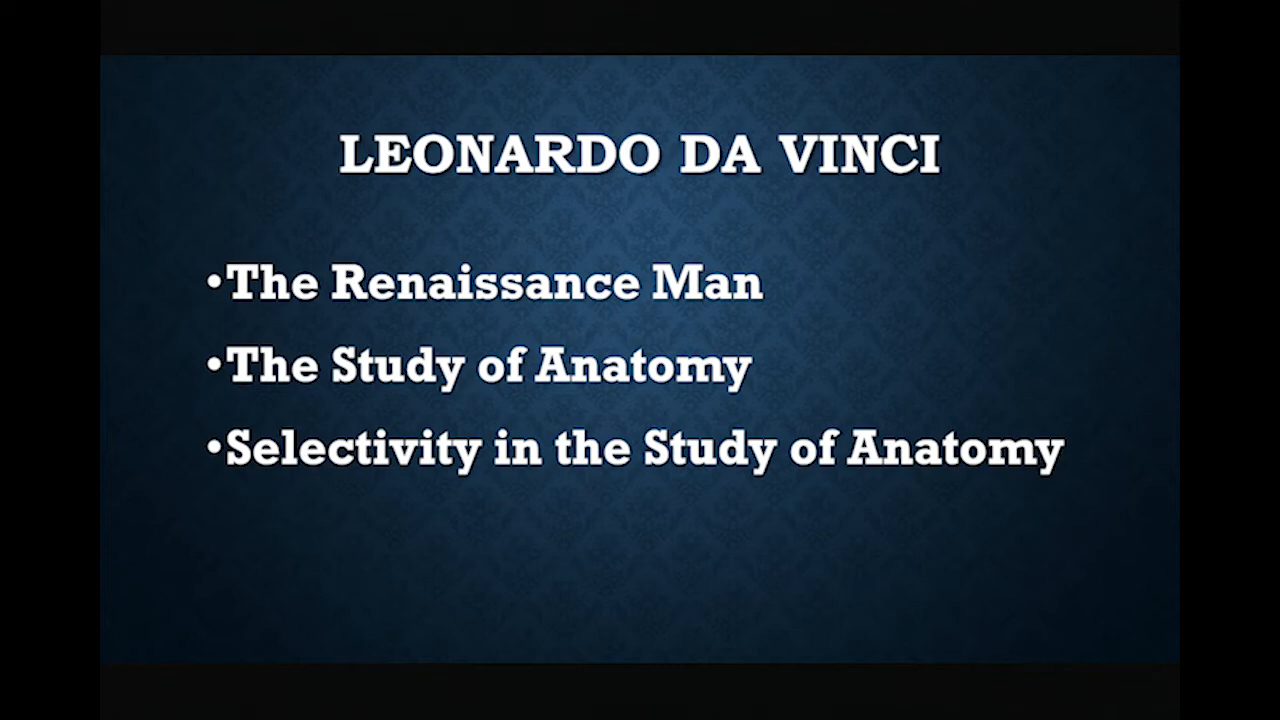 LEONARDO DA VINCI
•The Renaissance Man
•The Study of Anatomy
•Selectivity in the Study of Anatomy